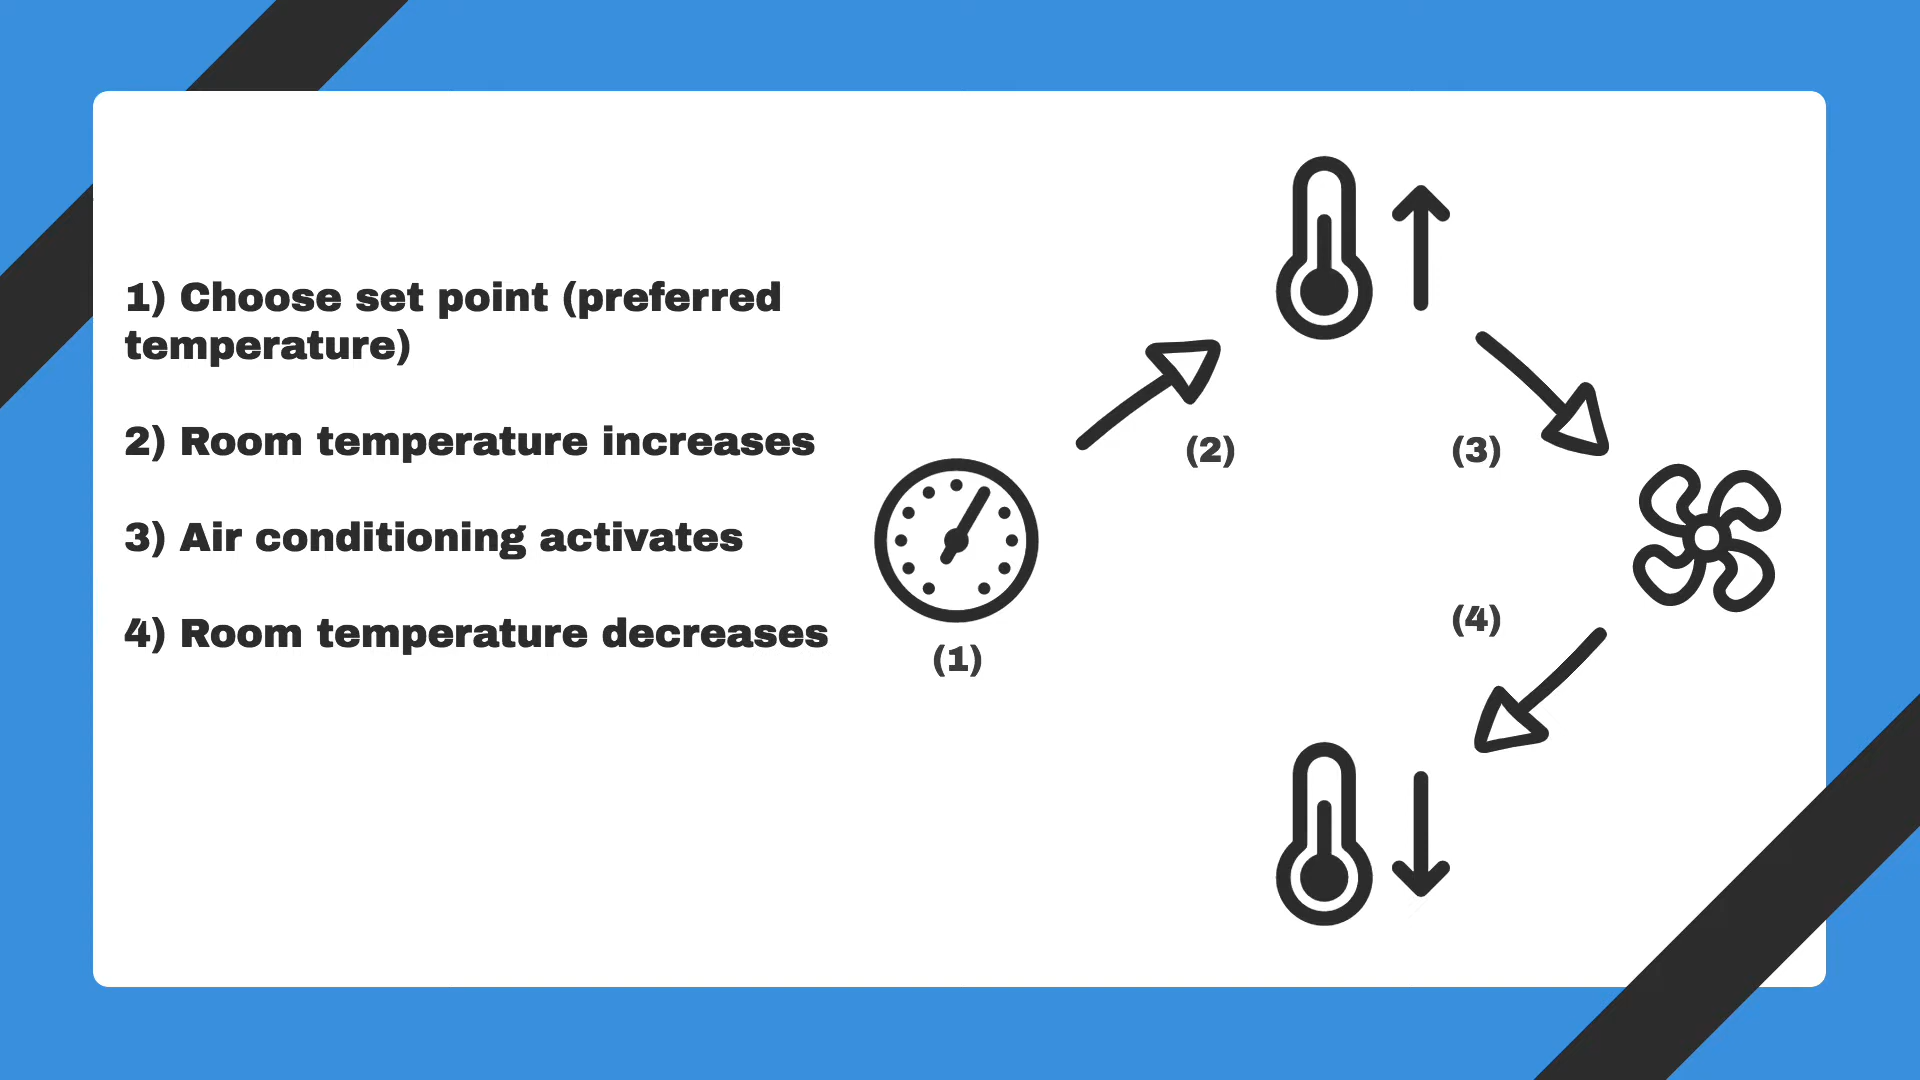 1) Choose set point (preferred
temperature)
2) Room temperature increases
3) Air conditioning activates
4) Room temperature decreases
(1)
(2)
(3)
(4)